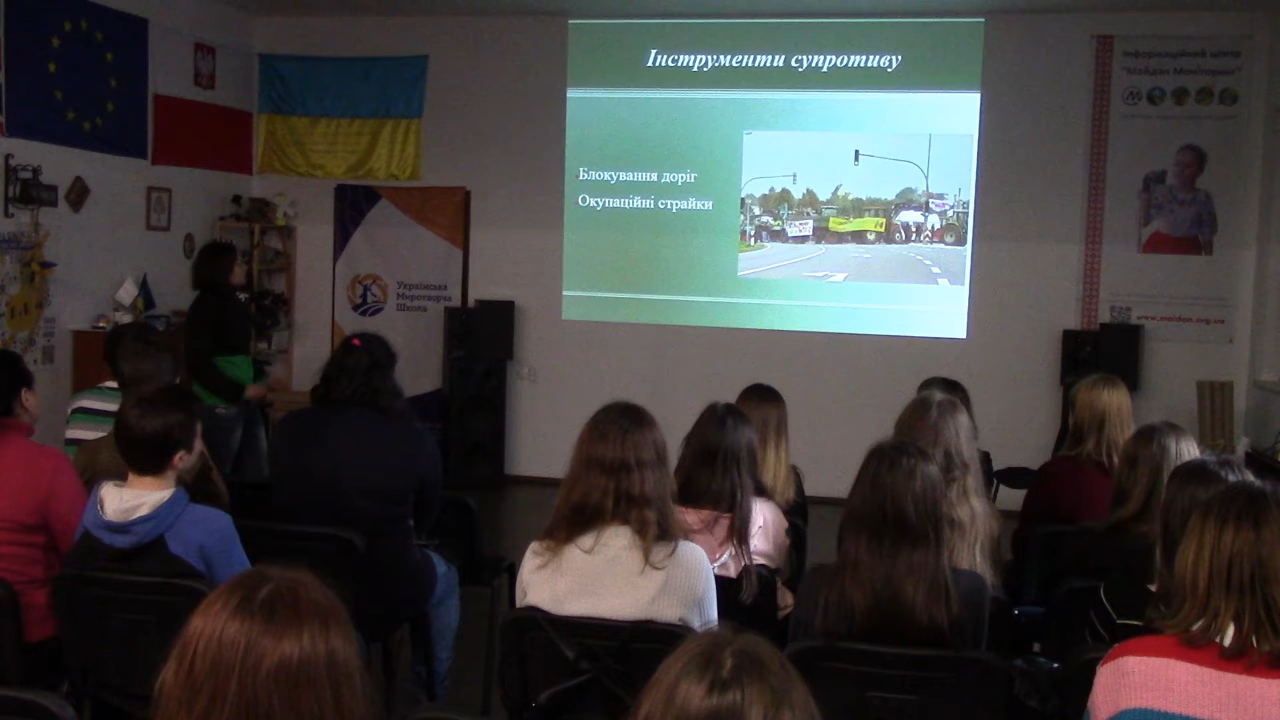 Інструменти супротиву
Блокування доріг
Окупаційні страйки
Українська
Миротворча
Школа
Інформаційний центр
"Майдан Моніторинг"
www.maidan.org.ua